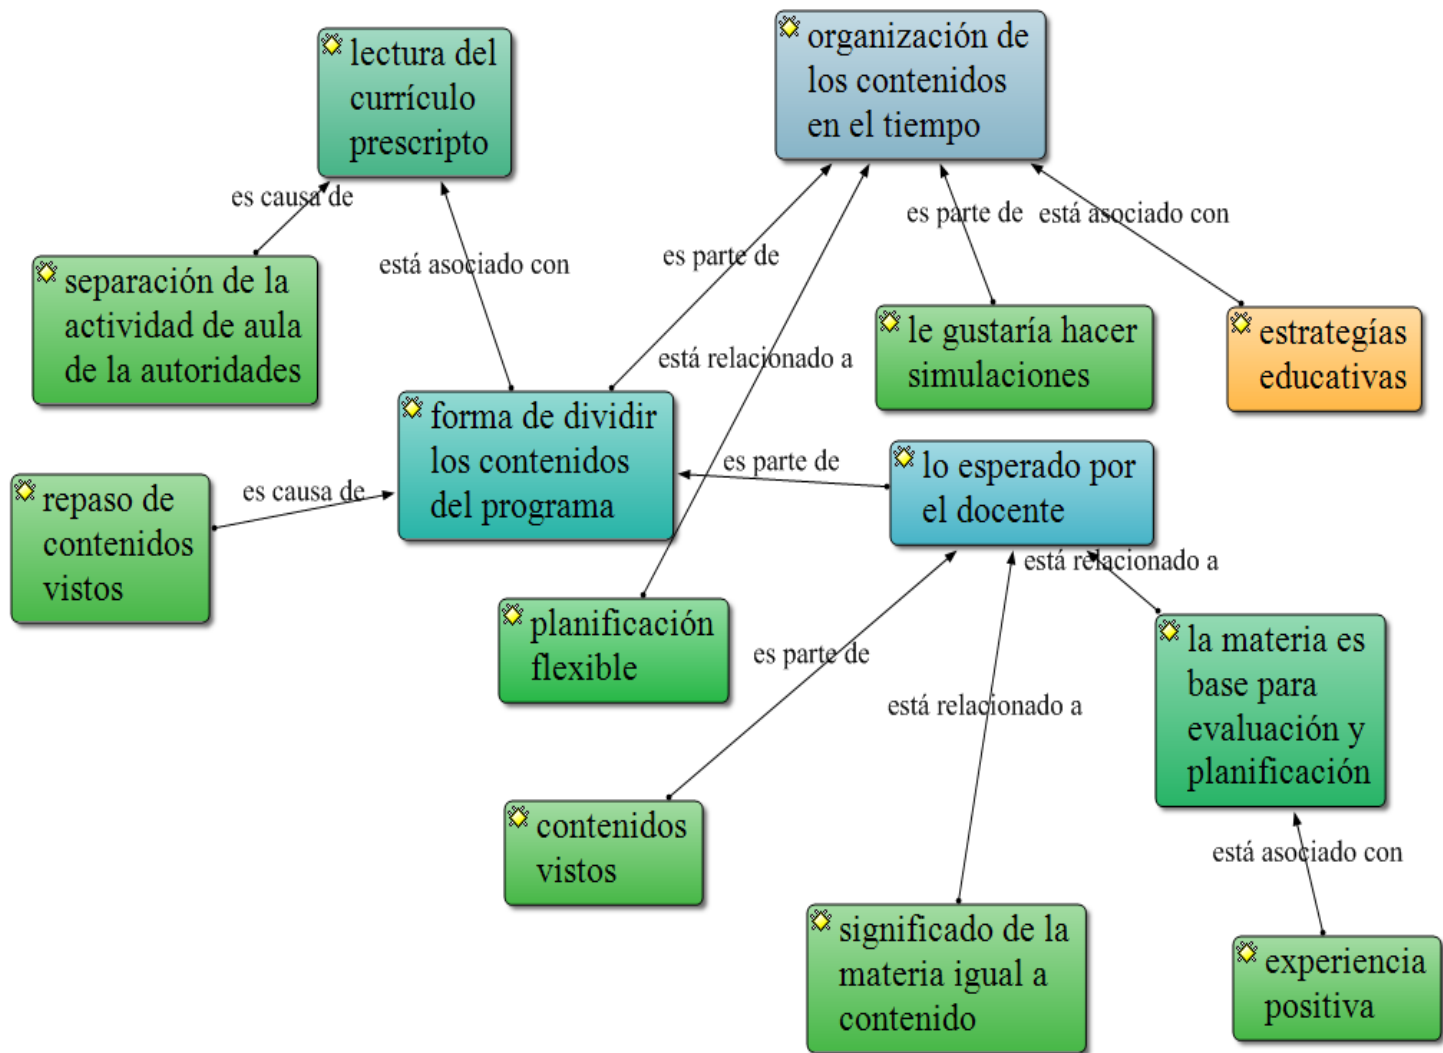 lectura del
currículo
prescripto
organización de
los contenidos
en el tiempo
es causa de
está asociado con
es parte de
es parte de
está asociado con
separación de la
actividad de aula
de la autoridades
está relacionado a
le gustaría hacer
simulaciones
estrategías
educativas
forma de dividir
los contenidos
del programa
es parte de
lo esperado por
el docente
repaso de
contenidos
vistos
es causa de
está relacionado a
planificación
flexible
es parte de
está relacionado a
la materia es
base para
evaluación y
planificación
contenidos
vistos
está asociado con
significado de la
materia igual a
contenido
experiencia
positiva